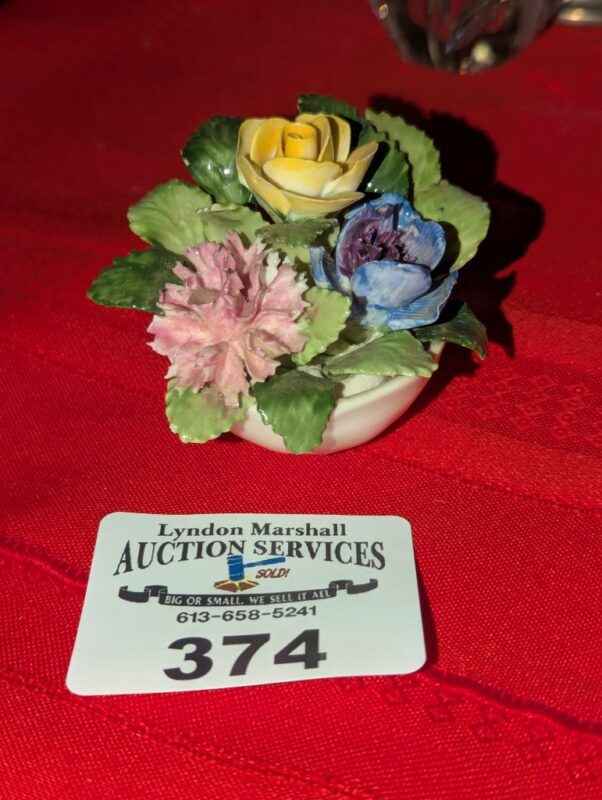 Lyndon Marshall
AUCTION SERVICES
SOLD!
BIG OR SMALL, WE SELL IT ALL
613-658-5241
374